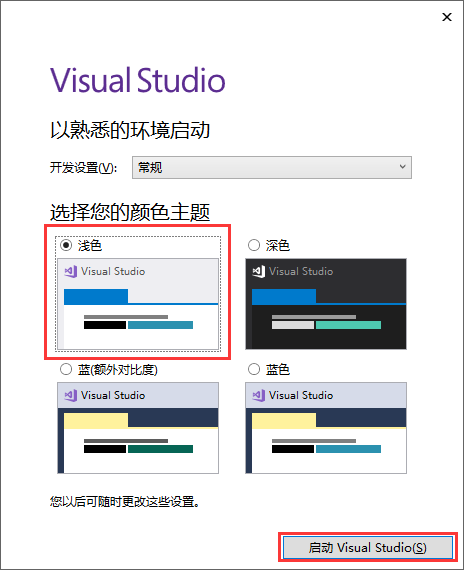 Visual Studio
以熟悉的环境启动
开发设置(V): 常规
选择您的颜色主题
浅色 深色
Visual Studio Visual Studio
蓝(额外对比度) 蓝色
Visual Studio Visual Studio
您以后可随时更改这些设置。
启动 Visual Studio(S)